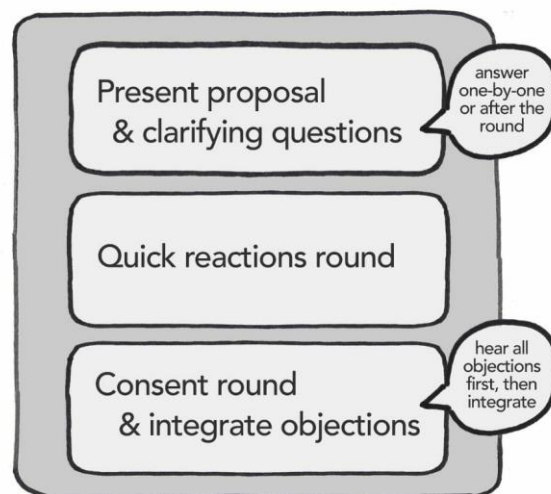 Present proposal
& clarifying questions
answer
one-by-one
or after the
round
Quick reactions round
Consent round
& integrate objections
hear all
objections
first, then
integrate